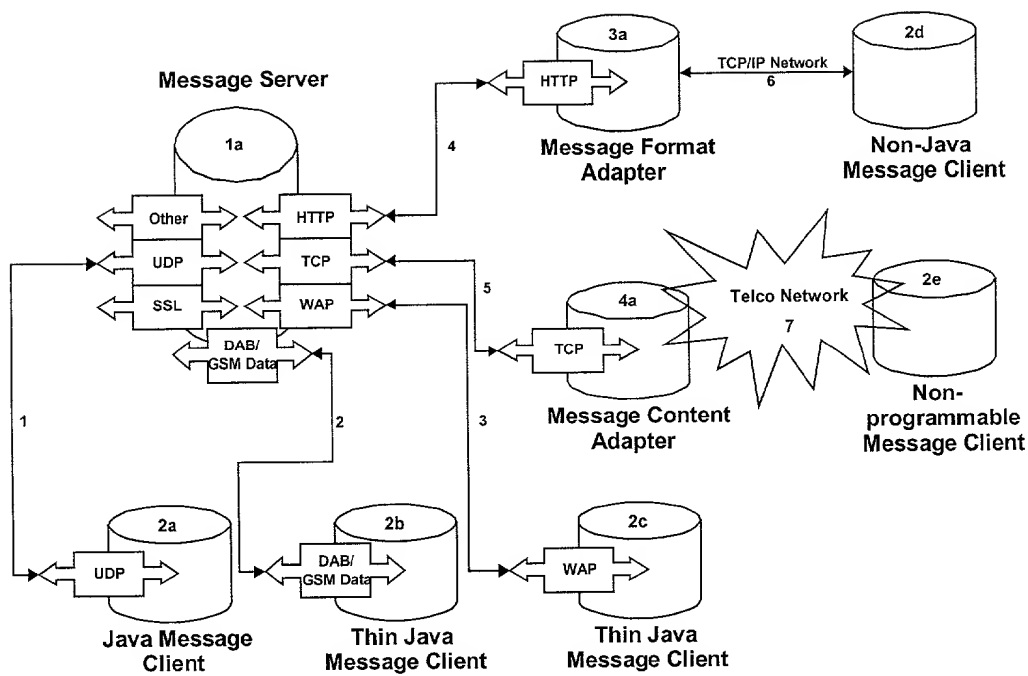 Message Server
1a
Other
HTTP
UDP
TCP
SSL
WAP
DAB/
GSM Data
3a
HTTP
Message Format
Adapter
TCP/IP Network
6
2d
Non-Java
Message Client
4
5
4a
TCP
Message Content
Adapter
Telco Network
7
2e
Non-
programmable
Message Client
1
2
3
2a
UDP
Java Message
Client
2b
DAB/
GSM Data
Thin Java
Message Client
2c
WAP
Thin Java
Message Client